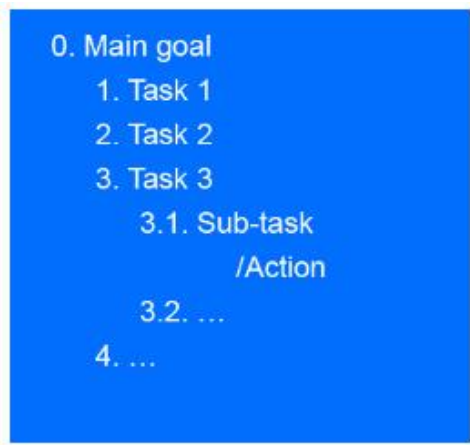 0. Main goal
1. Task 1
2. Task 2
3. Task 3
3.1. Sub-task
/Action
3.2. ...
4. ...